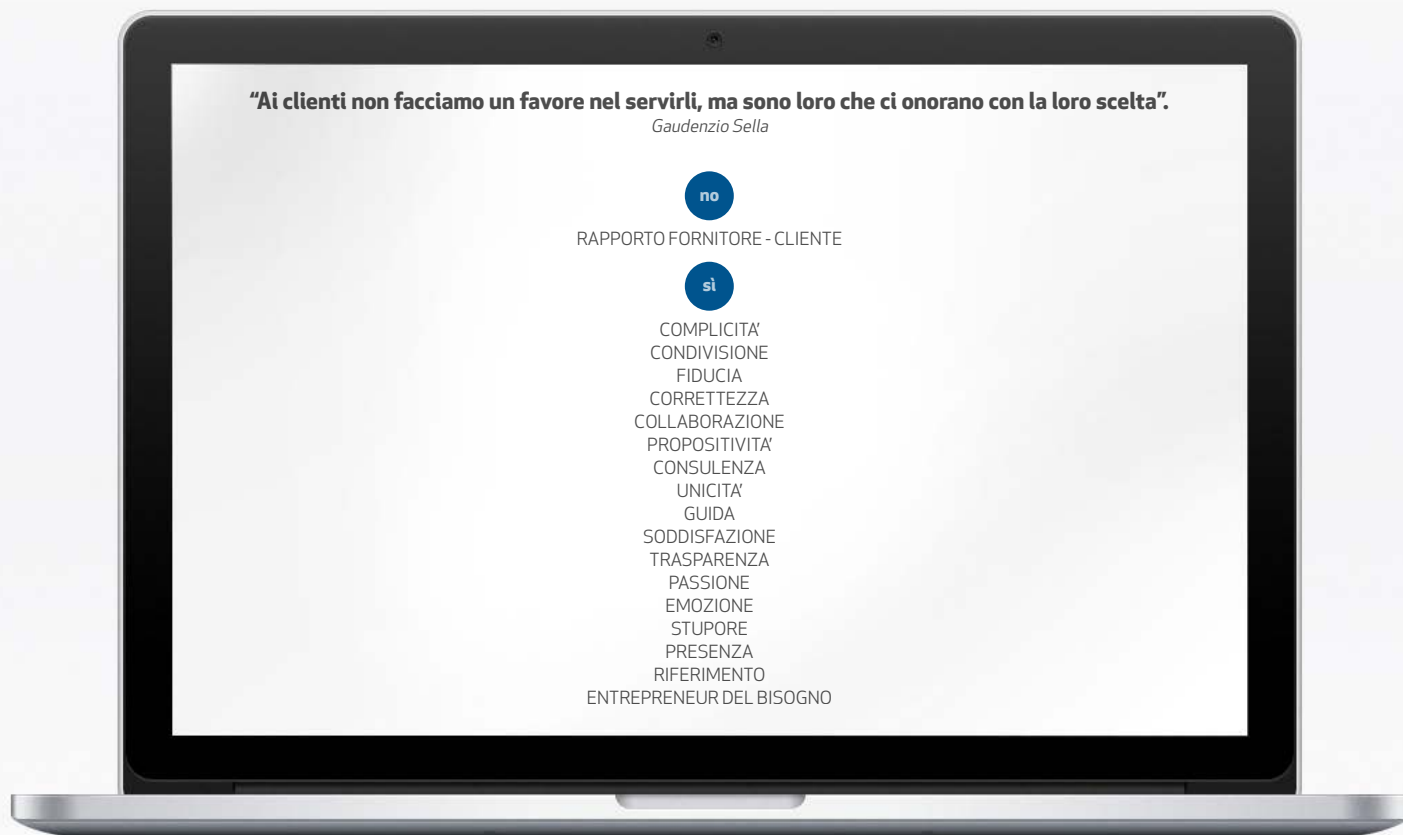 “Ai clienti non facciamo un favore nel servirli, ma sono loro che ci onorano con la loro scelta”.
Gaudenzio Sella
no
RAPPORTO FORNITORE - CLIENTE
sì
COMPLICITA’
CONDIVISIONE
FIDUCIA
CORRETTEZZA
COLLABORAZIONE
PROPOSITIVITA’
CONSULENZA
UNICITA’
GUIDA
SODDISFAZIONE
TRASPARENZA
PASSIONE
EMOZIONE
STUPORE
PRESENZA
RIFERIMENTO
ENTREPRENEUR DEL BISOGNO